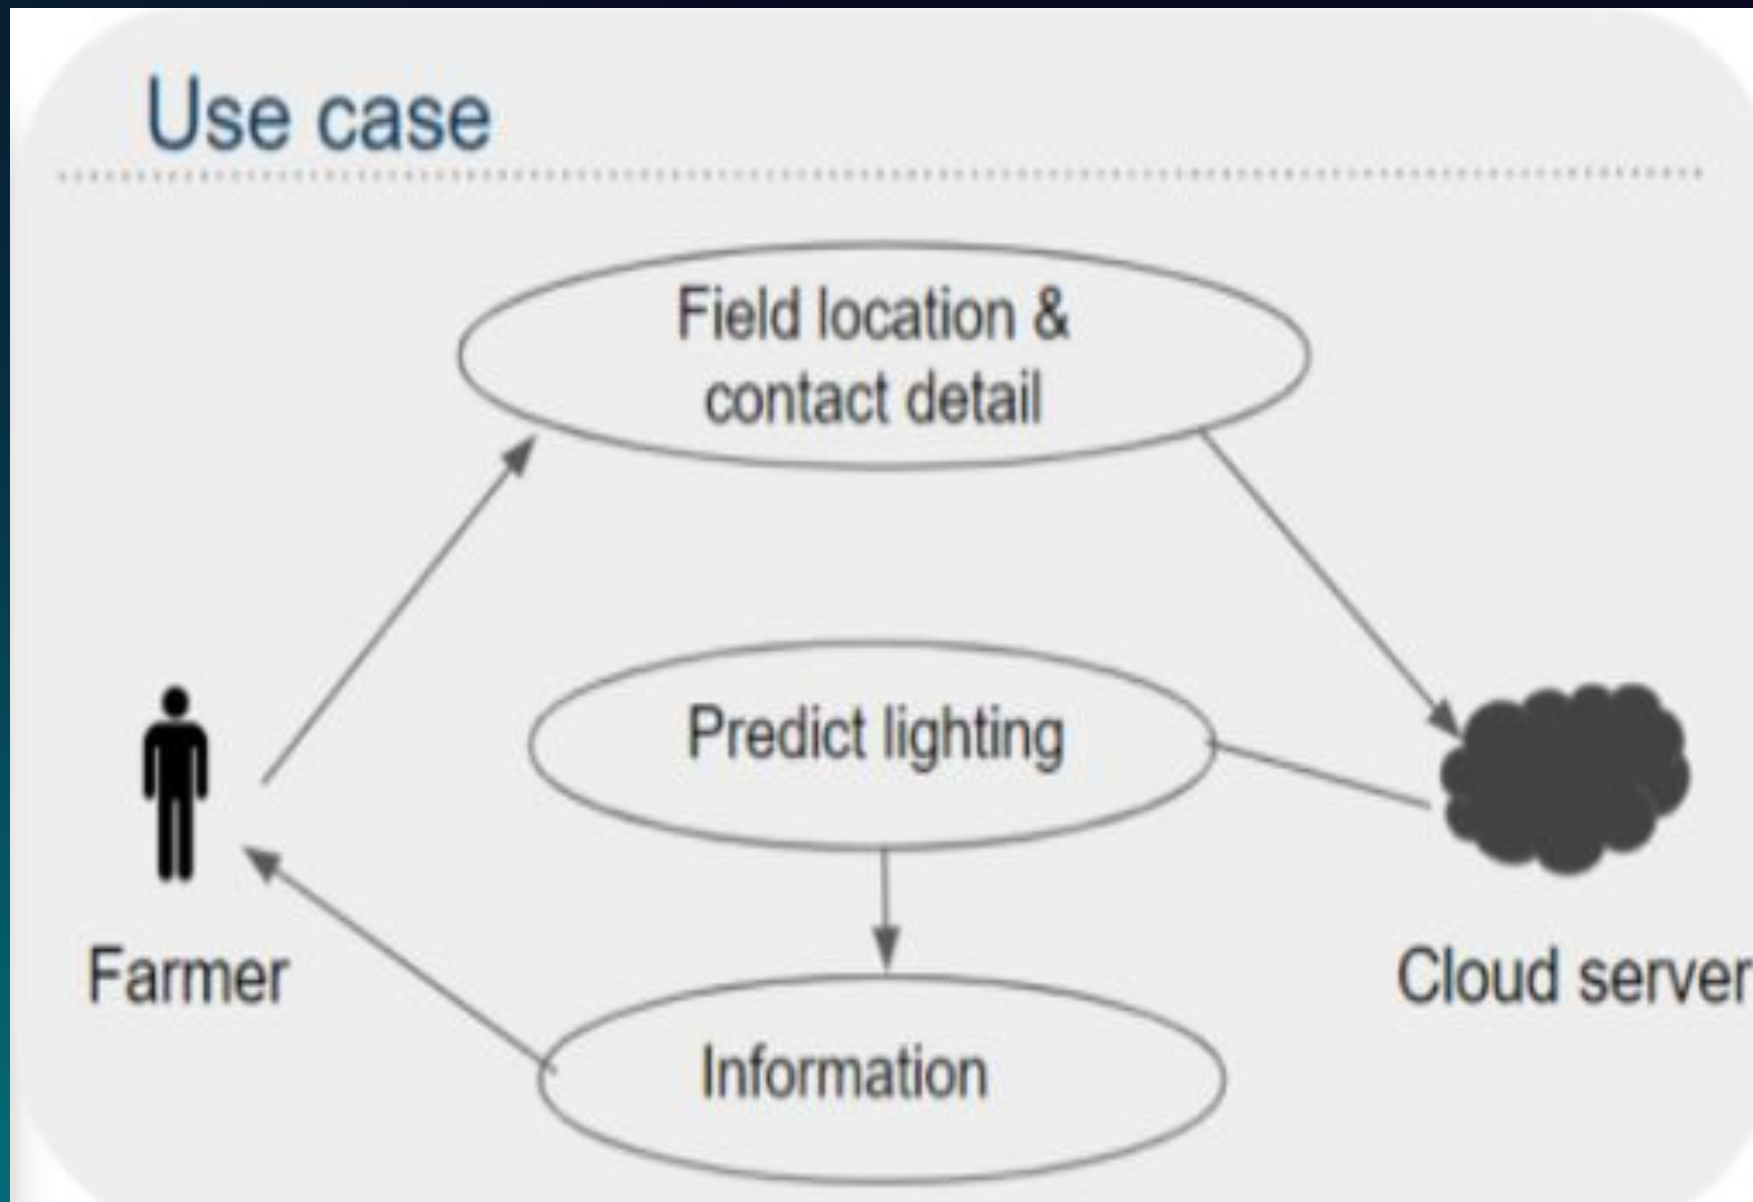 Use case
Field location &
contact detail
Predict lighting
Farmer
Cloud server
Information